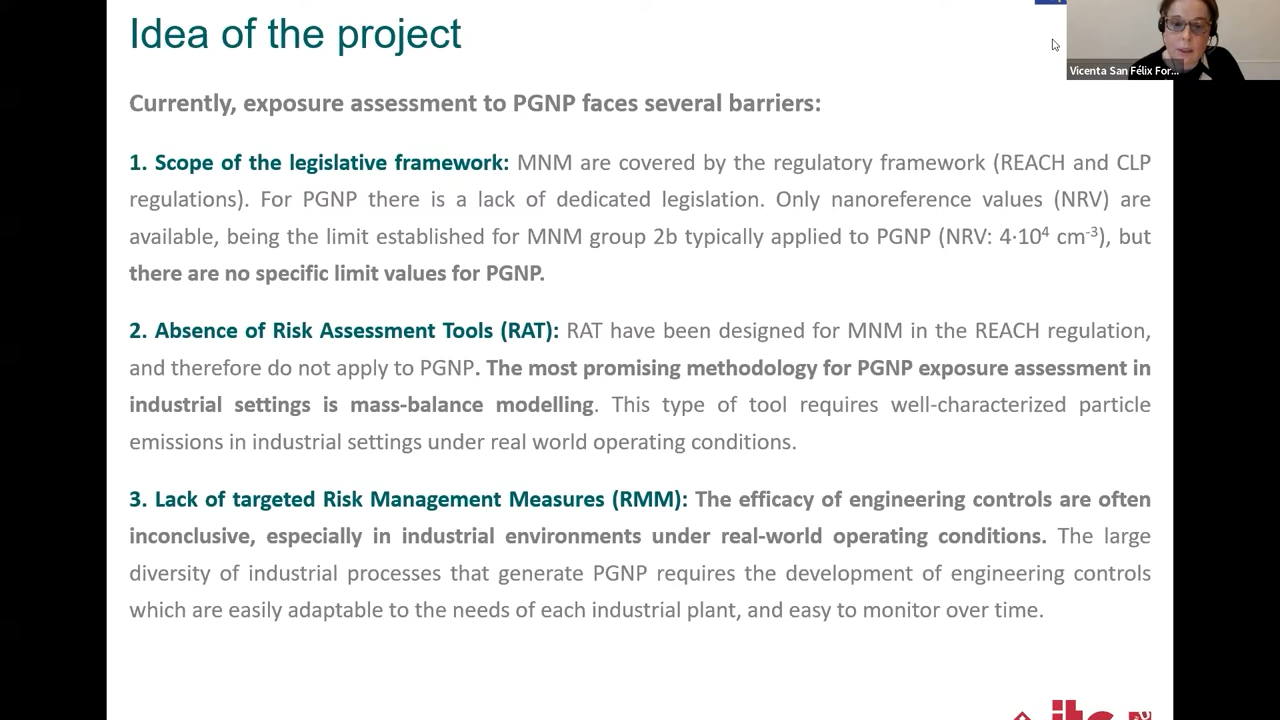 Idea of the project
Vicenta San Félix For...
Currently, exposure assessment to PGNP faces several barriers:
1. Scope of the legislative framework: MNM are covered by the regulatory framework (REACH and CLP
regulations). For PGNP there is a lack of dedicated legislation. Only nanoreference values (NRV) are
available, being the limit established for MNM group 2b typically applied to PGNP (NRV: 4·10⁴ cm⁻³), but
there are no specific limit values for PGNP.
2. Absence of Risk Assessment Tools (RAT): RAT have been designed for MNM in the REACH regulation,
and therefore do not apply to PGNP. The most promising methodology for PGNP exposure assessment in
industrial settings is mass-balance modelling. This type of tool requires well-characterized particle
emissions in industrial settings under real world operating conditions.
3. Lack of targeted Risk Management Measures (RMM): The efficacy of engineering controls are often
inconclusive, especially in industrial environments under real-world operating conditions. The large
diversity of industrial processes that generate PGNP requires the development of engineering controls
which are easily adaptable to the needs of each industrial plant, and easy to monitor over time.